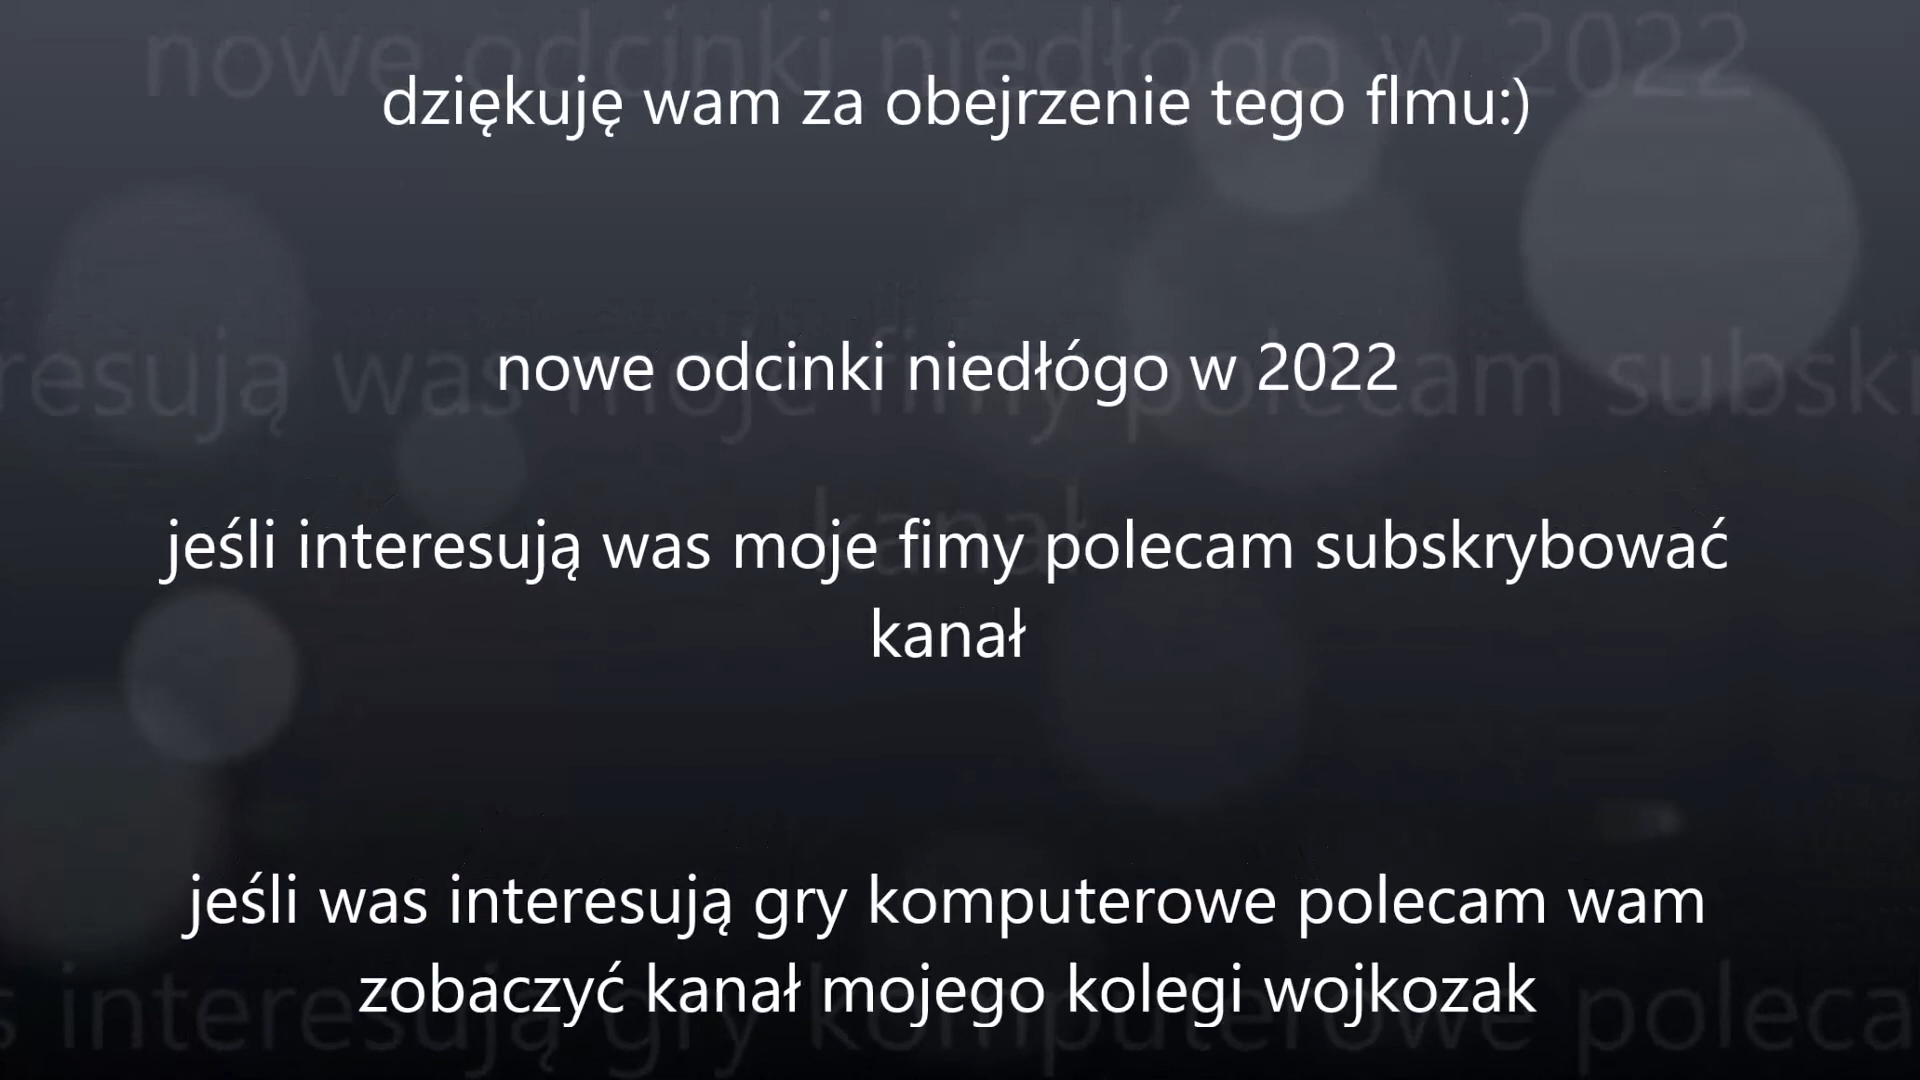 dziękuję wam za obejrzenie tego flmu:)
nowe odcinki niedłógo w 2022
jeśli interesują was moje fimy polecam subskrybować
kanał
jeśli was interesują gry komputerowe polecam wam
zobaczyć kanał mojego kolegi wojkozak